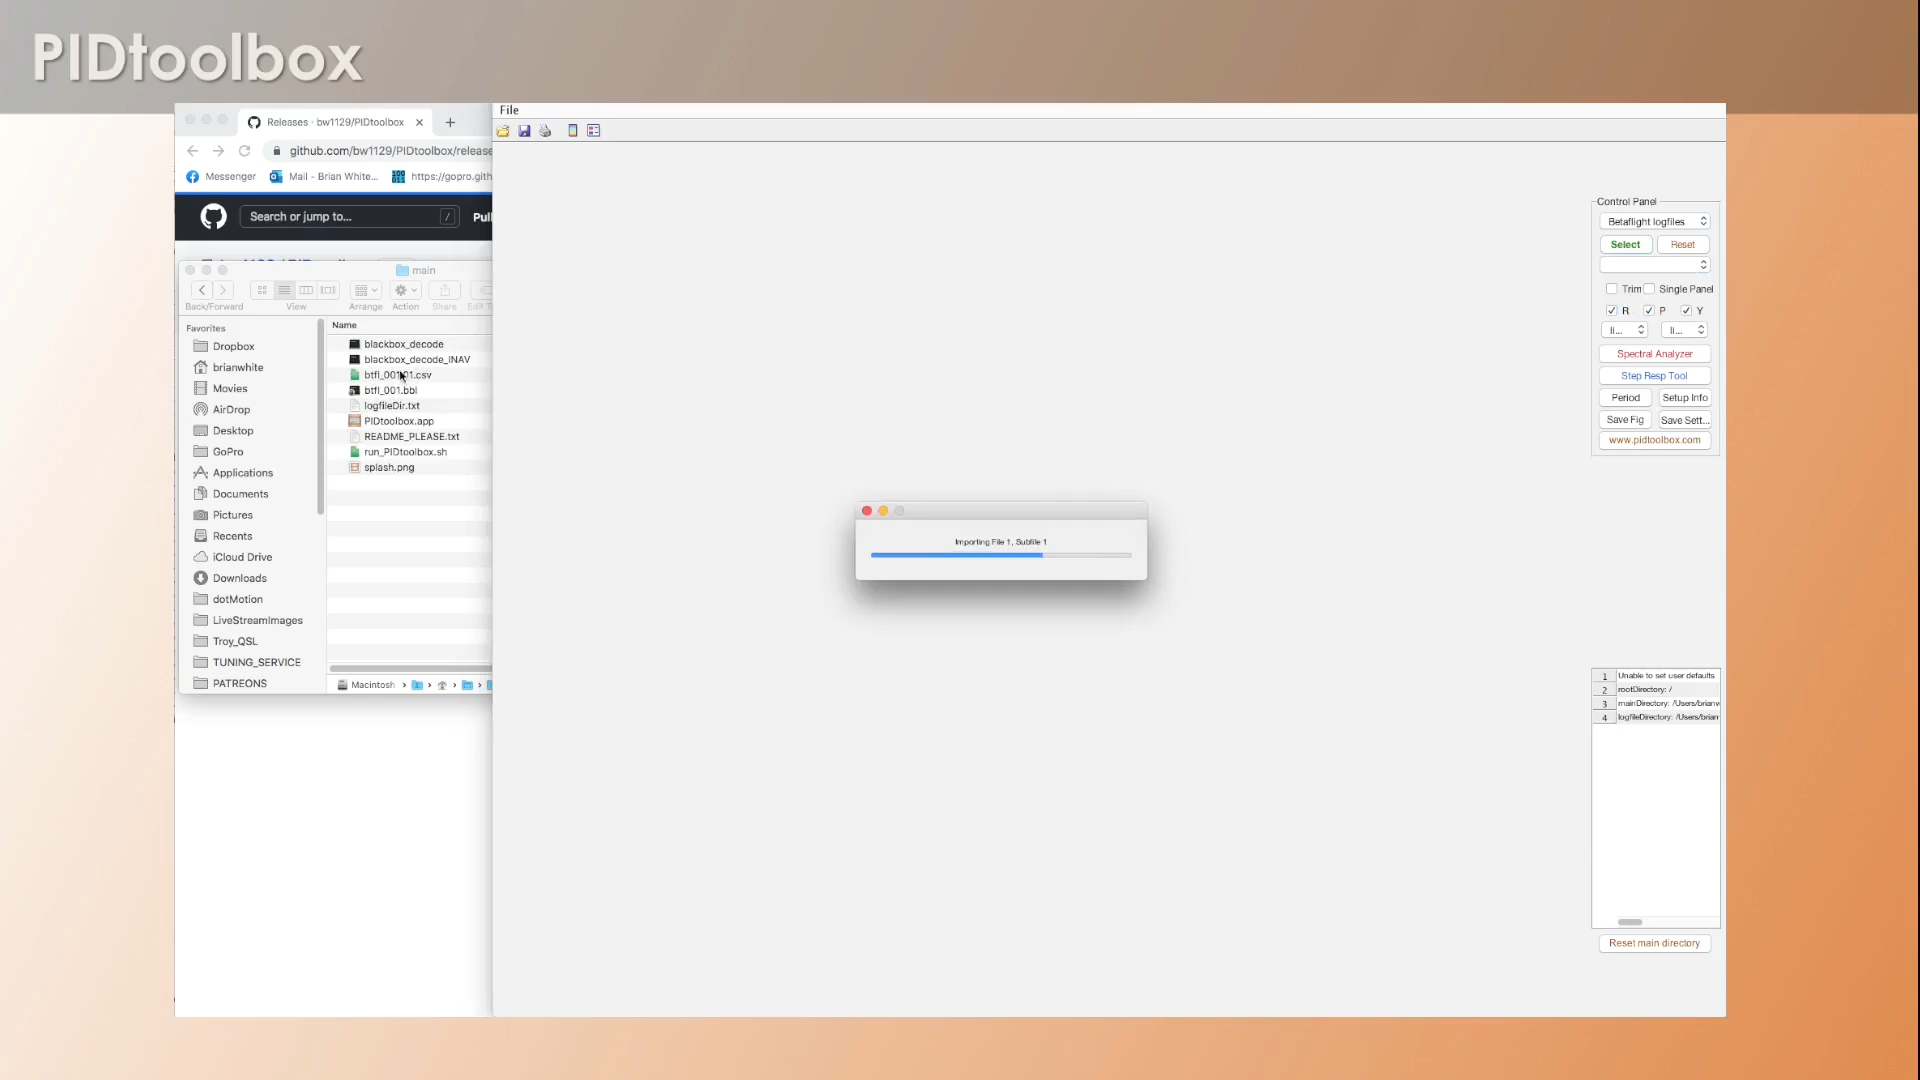 PIDtoolbox
Releases · bw1129/PIDtoolbox
github.com/bw1129/PIDtoolbox/release
Messenger
Mail - Brian White...
https://gopro.gith
Search or jump to...
/
Pull
main
Back/Forward
View
Arrange
Action
Share
Edit T
Favorites
Dropbox
brianwhite
Movies
AirDrop
Desktop
GoPro
Applications
Documents
Pictures
Recents
iCloud Drive
Downloads
dotMotion
LiveStreamImages
Troy_QSL
TUNING_SERVICE
PATREONS
Name
blackbox_decode
blackbox_decode_INAV
btfl_001.01.csv
btfl_001.bbl
logfileDir.txt
PIDtoolbox.app
README_PLEASE.txt
run_PIDtoolbox.sh
splash.png
Macintosh
File
Importing File 1, Subfile 1
Control Panel
Betaflight logfiles
Select
Reset
Trim
Single Panel
R
P
Y
li...
li...
Spectral Analyzer
Step Resp Tool
Period
Setup Info
Save Fig
Save Sett...
www.pidtoolbox.com
1 Unable to set user defaults
2 rootDirectory: /
3 mainDirectory: /Users/brianw
4 logfileDirectory: /Users/brian
Reset main directory